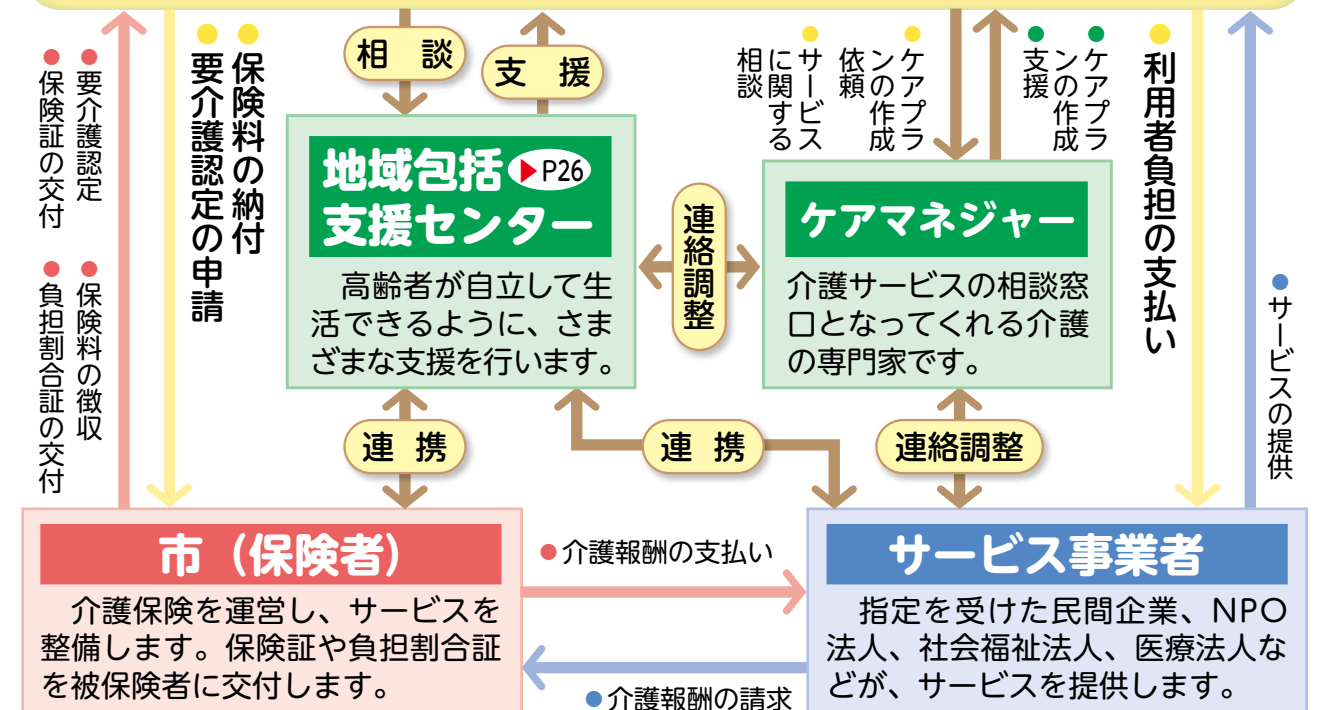 ●要介護認定
●保険証の交付
●保険料の徴収
●負担割合証の交付
●保険料の納付
●要介護認定の申請
相 談
支 援
●サービス
に関する
相談
●ケアプラ
ンの作成
依頼
●ケアプラ
ンの作成
●支援
●利用者負担の支払い
●サービスの提供
地域包括 ▶P26
支援センター
高齢者が自立して生
活できるように、さま
ざまな支援を行います。
連絡調整
ケアマネジャー
介護サービスの相談窓
口となってくれる介護
の専門家です。
連 携
連 携
連絡調整
市（保険者）
介護保険を運営し、サービスを
整備します。保険証や負担割合証
を被保険者に交付します。
●介護報酬の支払い
●介護報酬の請求
サービス事業者
指定を受けた民間企業、NPO
法人、社会福祉法人、医療法人な
どが、サービスを提供します。